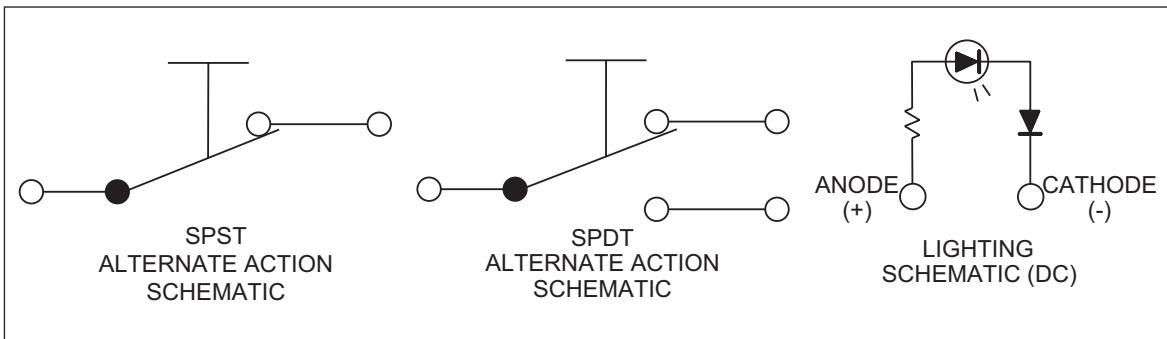 SPST
ALTERNATE ACTION
SCHEMATIC
SPDT
ALTERNATE ACTION
SCHEMATIC
ANODE
(+)
CATHODE
(-)
LIGHTING
SCHEMATIC (DC)